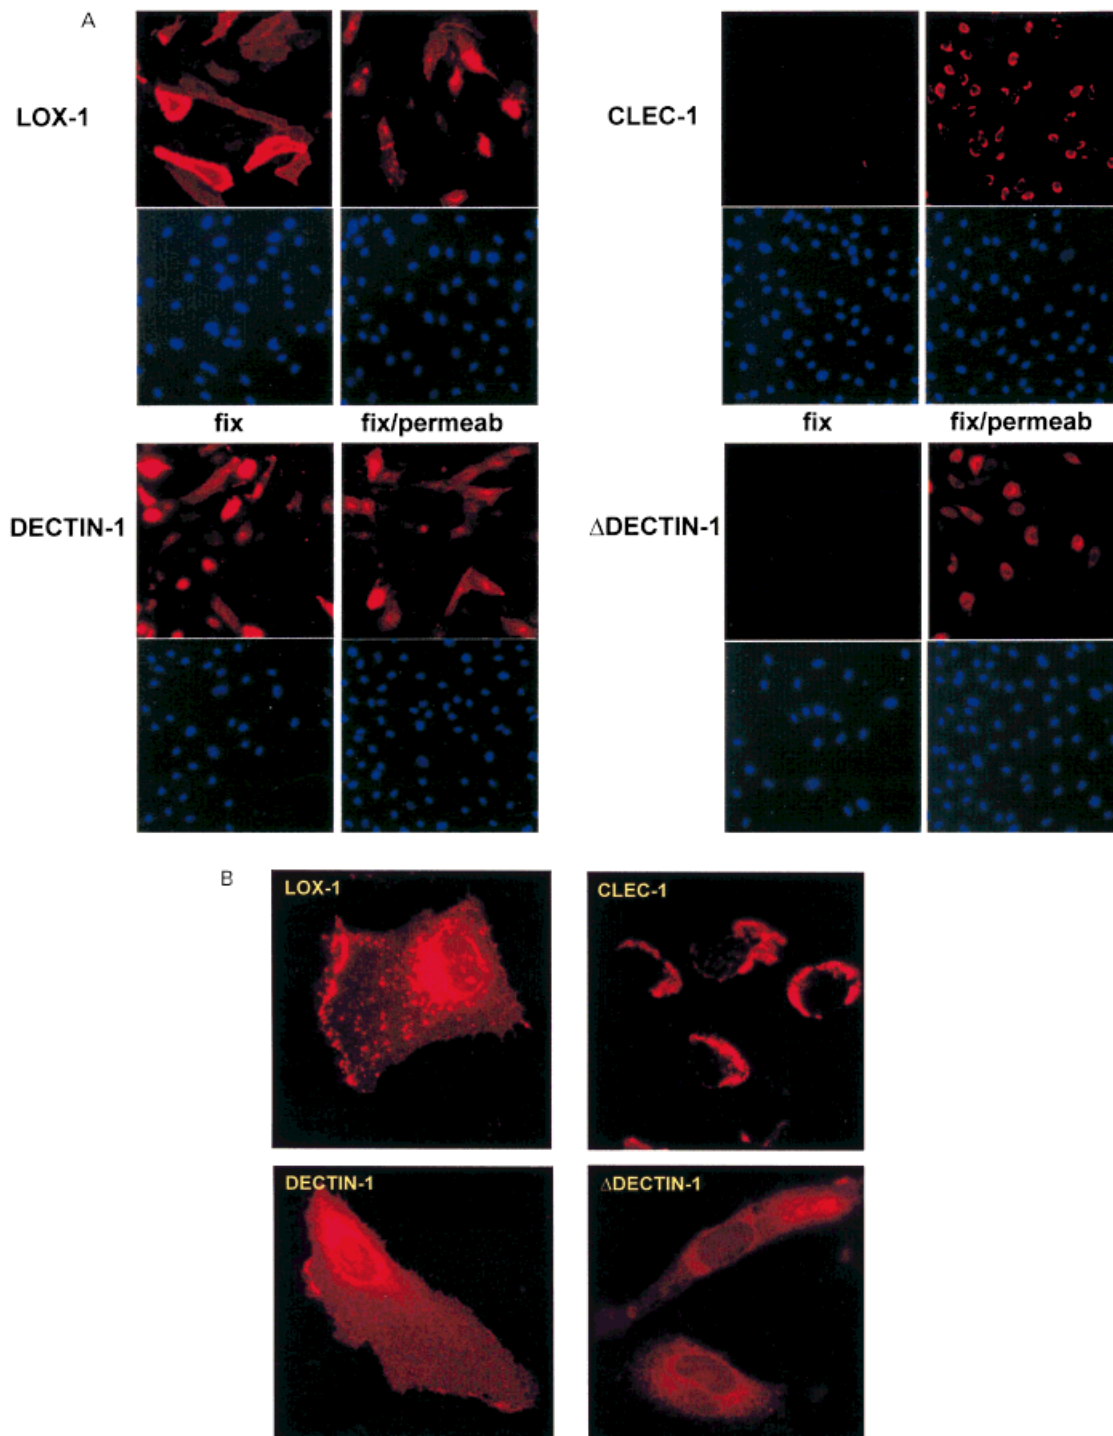 A
LOX-1
CLEC-1
fix
fix/permeab
fix
fix/permeab
DECTIN-1
ΔDECTIN-1
B
LOX-1
CLEC-1
DECTIN-1
ΔDECTIN-1